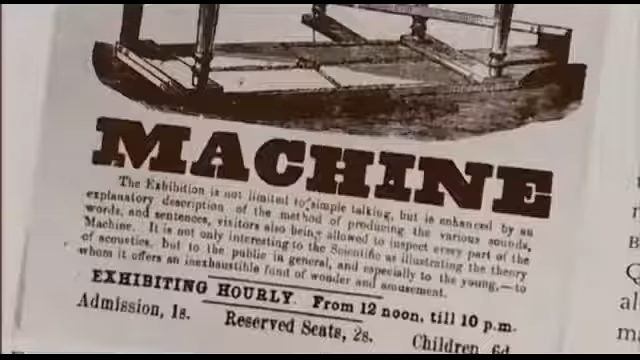 MACHINE
The Exhibition is not limited to simple talking, but is enhanced by an
explanatory description of the method of producing the various sounds,
words, and sentences, visitors also being allowed to inspect every part of the
Machine. It is not only interesting to the Scientific as illustrating the theory
of acoustics, but to the public in general, and especially to the young,—to
whom it offers an inexhaustible fund of wonder and amusement.
EXHIBITING HOURLY. From 12 noon, till 10 p.m.
Admission, 1s. Reserved Seats, 2s. Children 6d